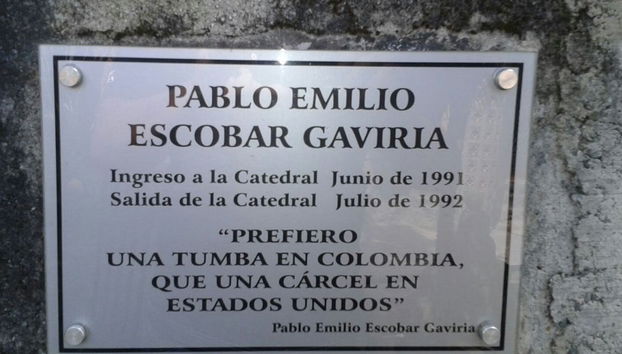 PABLO EMILIO
ESCOBAR GAVIRIA
Ingreso a la Catedral Junio de 1991
Salida de la Catedral Julio de 1992
“PREFIERO
UNA TUMBA EN COLOMBIA,
QUE UNA CÁRCEL EN
ESTADOS UNIDOS”
Pablo Emilio Escobar Gaviria